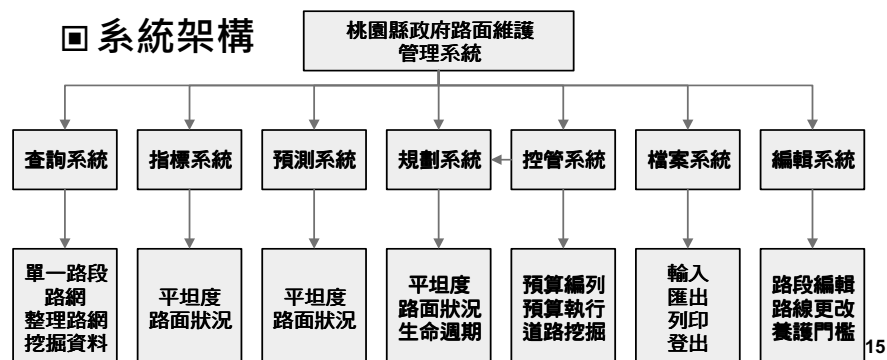 ▣ 系統架構
桃園縣政府路面維護
管理系統
查詢系統
指標系統
預測系統
規劃系統
控管系統
檔案系統
編輯系統
單一路段
路網
整理路網
挖掘資料
平坦度
路面狀況
平坦度
路面狀況
平坦度
路面狀況
生命週期
預算編列
預算執行
道路挖掘
輸入
匯出
列印
登出
路段編輯
路線更改
養護門檻
15